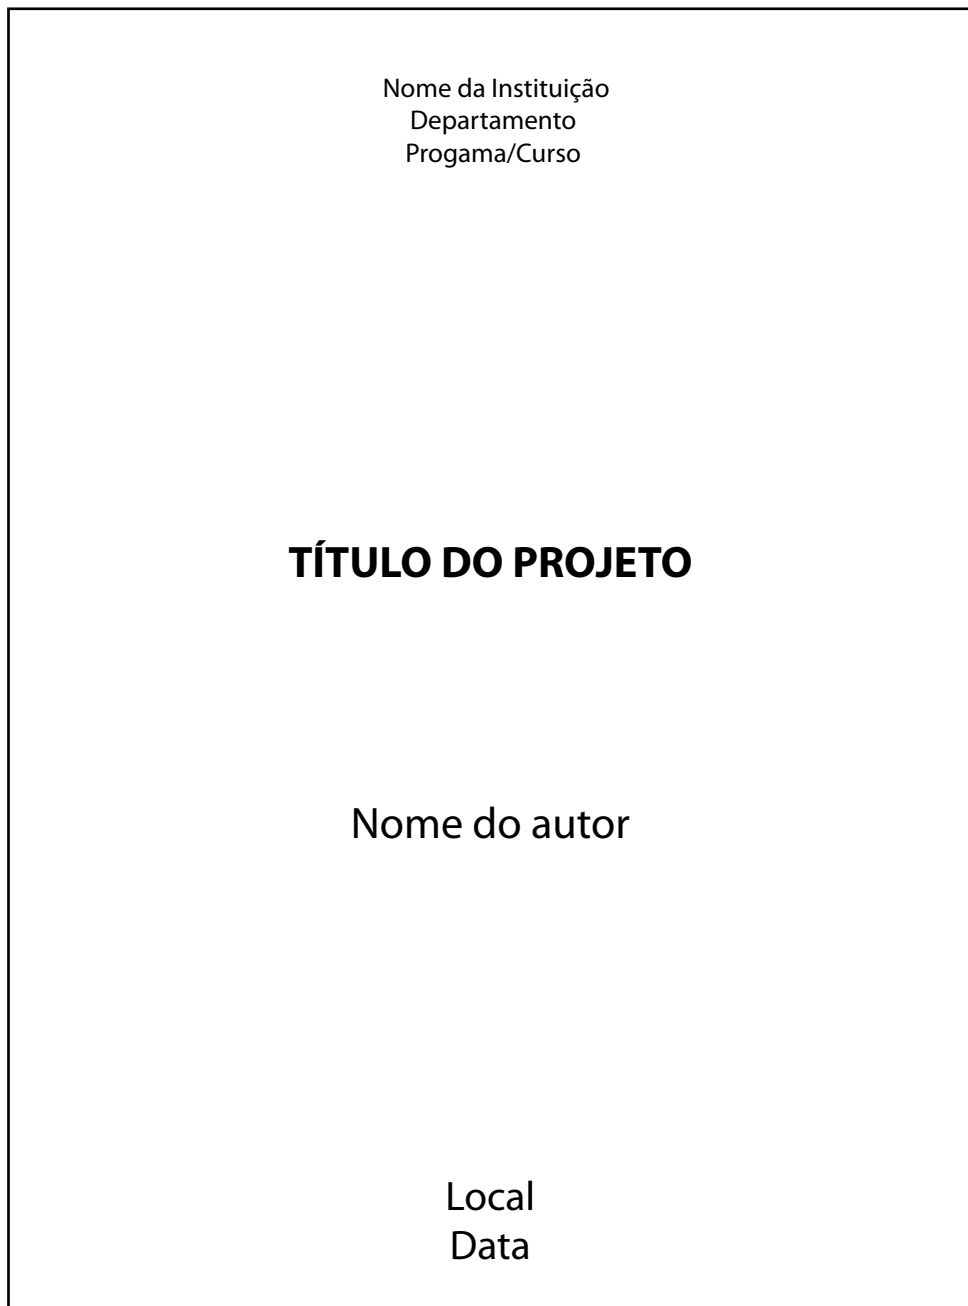 Nome da Instituição
Departamento
Progama/Curso
TÍTULO DO PROJETO
Nome do autor
Local
Data